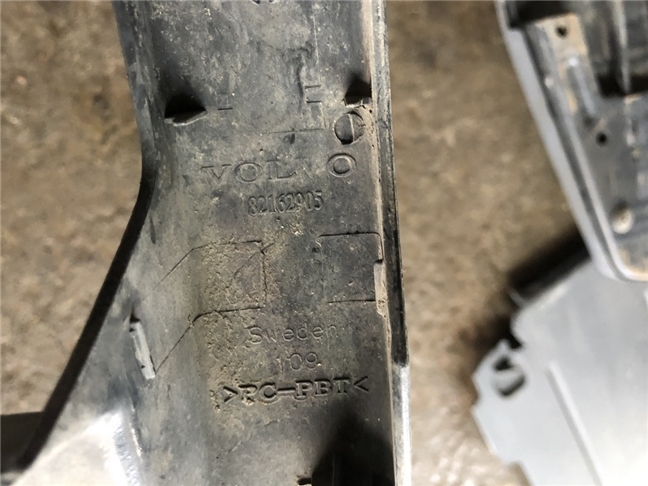 VOLVO
82162905
Sweden
109
>PC-PBT<